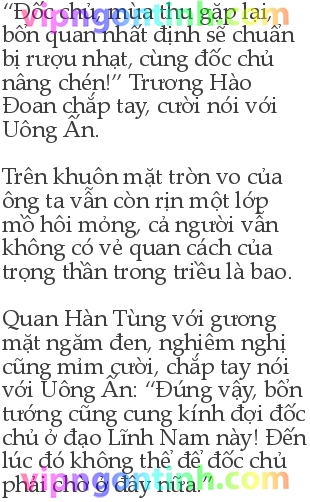 “Đốc chủ, mùa thu gặp lại,
bổn quan nhất định sẽ chuẩn
bị rượu nhạt, cùng đốc chủ
nâng chén!” Trương Hào
Đoan chắp tay, cười nói với
Uông Ấn.
Trên khuôn mặt tròn vo của
ông ta vẫn còn rịn một lớp
mồ hôi mỏng, cả người vẫn
không có vẻ quan cách của
trọng thần trong triều là bao.
Quan Hàn Tùng với gương
mặt ngăm đen, nghiêm nghị
cũng mỉm cười, chắp tay nói
với Uông Ấn: “Đúng vậy, bổn
tướng cũng cung kính đợi đốc
chủ ở đạo Lĩnh Nam này! Đến
lúc đó không thể để đốc chủ
phải chờ ở đây nữa.”
vipngontinh.com
vipngontinh.com